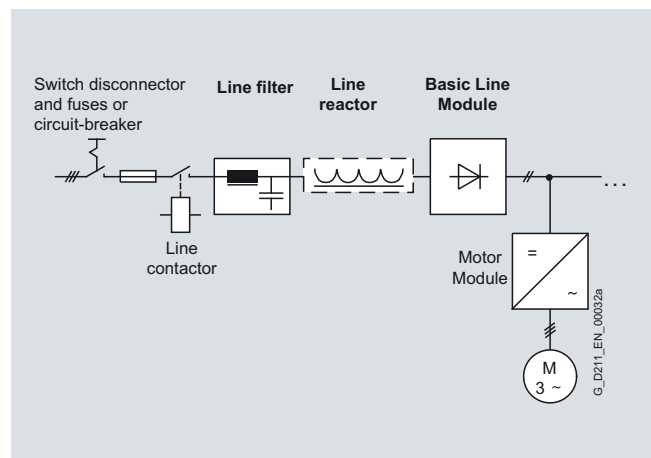 Switch disconnector
and fuses or
circuit-breaker
Line filter
Line
reactor
Basic Line
Module
Line
contactor
...
Motor
Module
=
~
M
3 ~
G_D211_EN_00032a